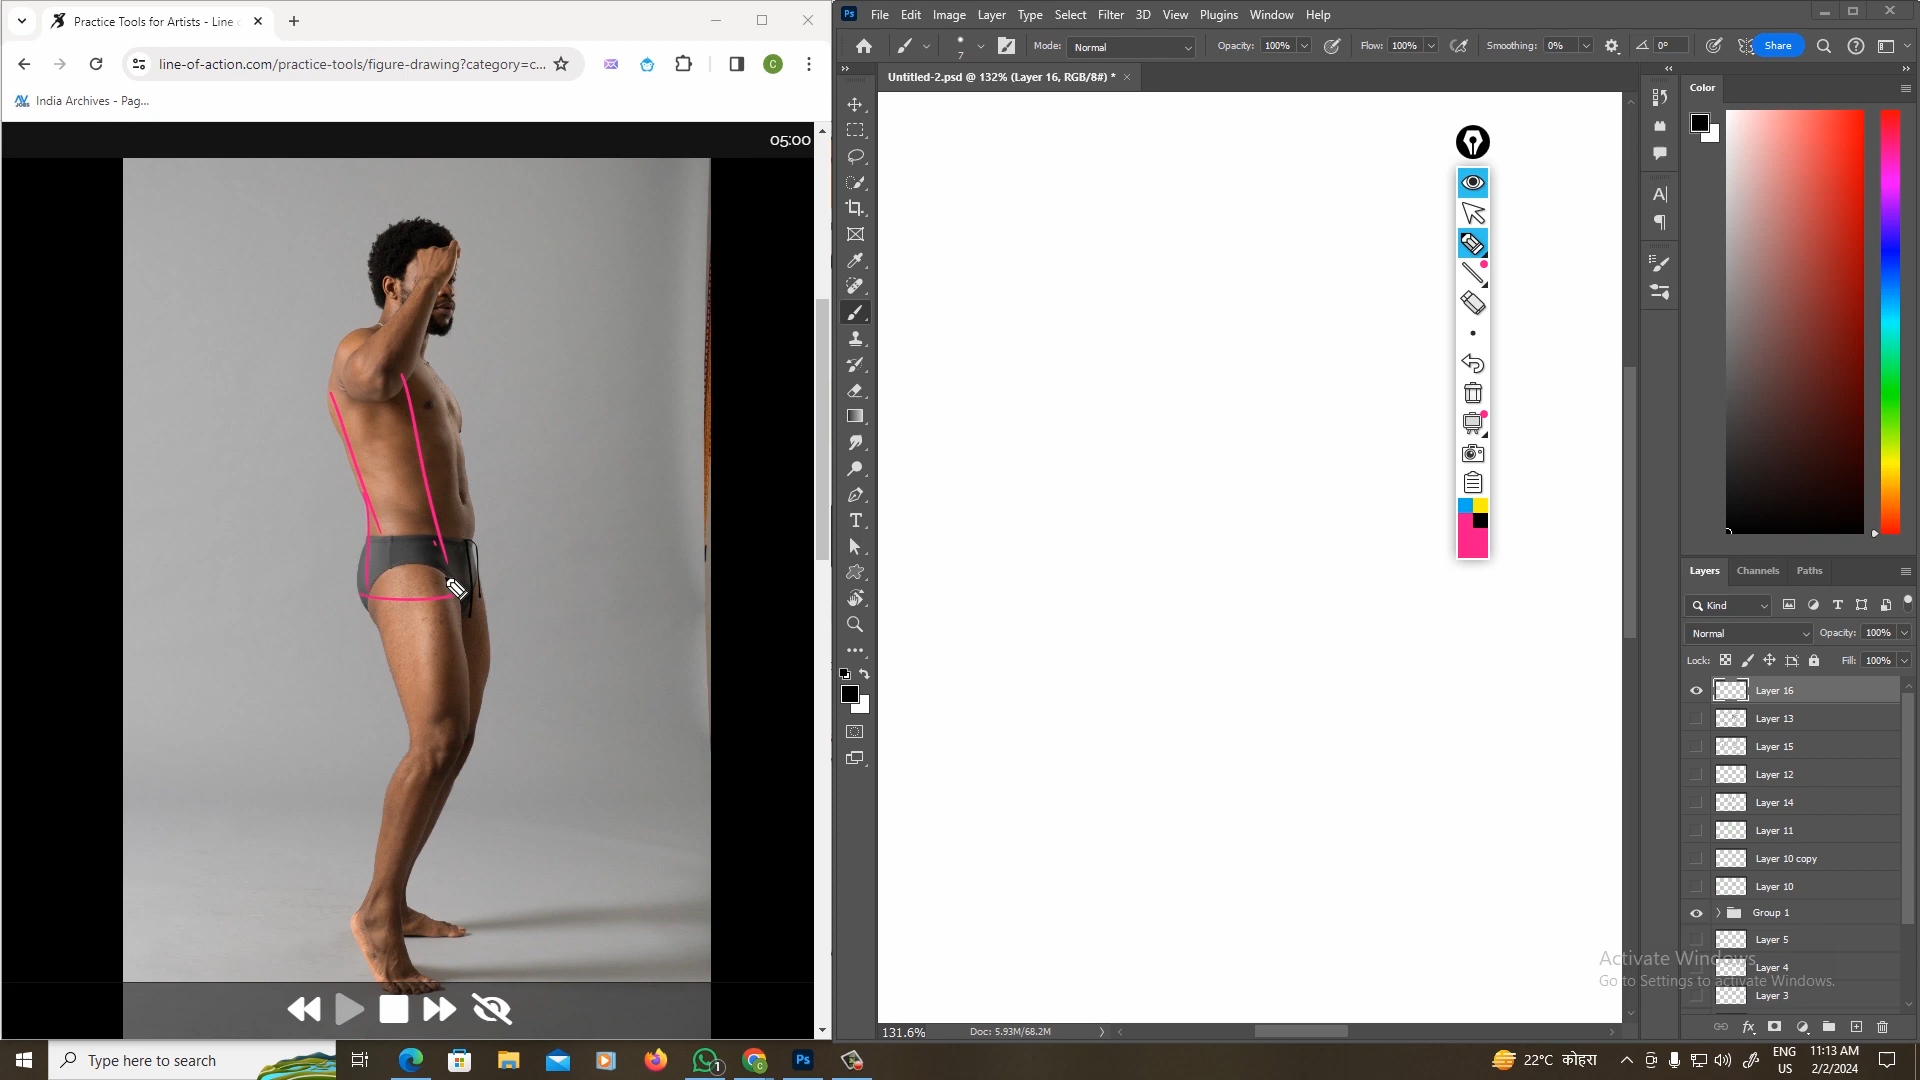 Practice Tools for Artists - Line
line-of-action.com/practice-tools/figure-drawing?category=c...
C
India Archives - Pag...
05:00
Ps
File Edit Image Layer Type Select Filter 3D View Plugins Window Help
7
Mode: Normal
Opacity: 100%
Flow: 100%
Smoothing: 0%
0°
Share
Untitled-2.psd @ 132% (Layer 16, RGB/8#) *
Color
Layers Channels Paths
Kind
Normal
Opacity: 100%
Lock:
Fill: 100%
Layer 16
Layer 13
Layer 15
Layer 12
Layer 14
Layer 11
Layer 10 copy
Layer 10
Group 1
Layer 5
Layer 4
Layer 3
Activate Windows
Go to Settings to activate Windows.
131.6%
Doc: 5.93M/68.2M
Type here to search
1
Ps
22°C कोहरा
ENG
US
11:13 AM
2/2/2024